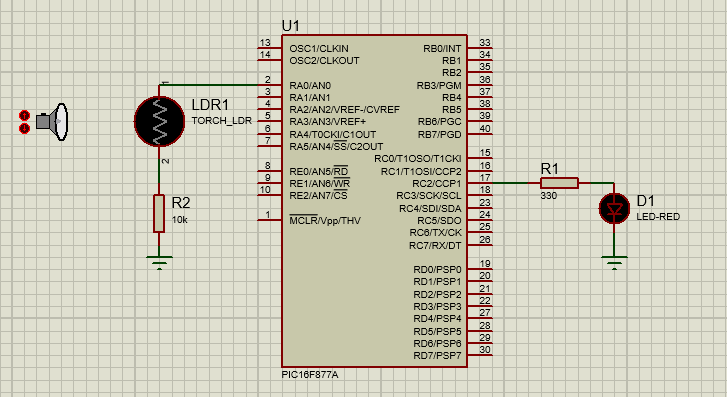 U1
13 OSC1/CLKIN RB0/INT 33
14 OSC2/CLKOUT RB1 34
RB2 35
2 RA0/AN0 RB3/PGM 36
3 RA1/AN1 RB4 37
4 RA2/AN2/VREF-/CVREF RB5 38
5 RA3/AN3/VREF+ RB6/PGC 39
6 RA4/T0CKI/C1OUT RB7/PGD 40
7 RA5/AN4/SS/C2OUT
RC0/T1OSO/T1CKI 15
8 RE0/AN5/RD RC1/T1OSI/CCP2 16
9 RE1/AN6/WR RC2/CCP1 17
10 RE2/AN7/CS RC3/SCK/SCL 18
RC4/SDI/SDA 23
1 MCLR/Vpp/THV RC5/SDO 24
RC6/TX/CK 25
RC7/RX/DT 26
RD0/PSP0 19
RD1/PSP1 20
RD2/PSP2 21
RD3/PSP3 22
RD4/PSP4 27
RD5/PSP5 28
RD6/PSP6 29
RD7/PSP7 30
PIC16F877A
1
LDR1
TORCH_LDR
2
R2
10k
R1
330
D1
LED-RED